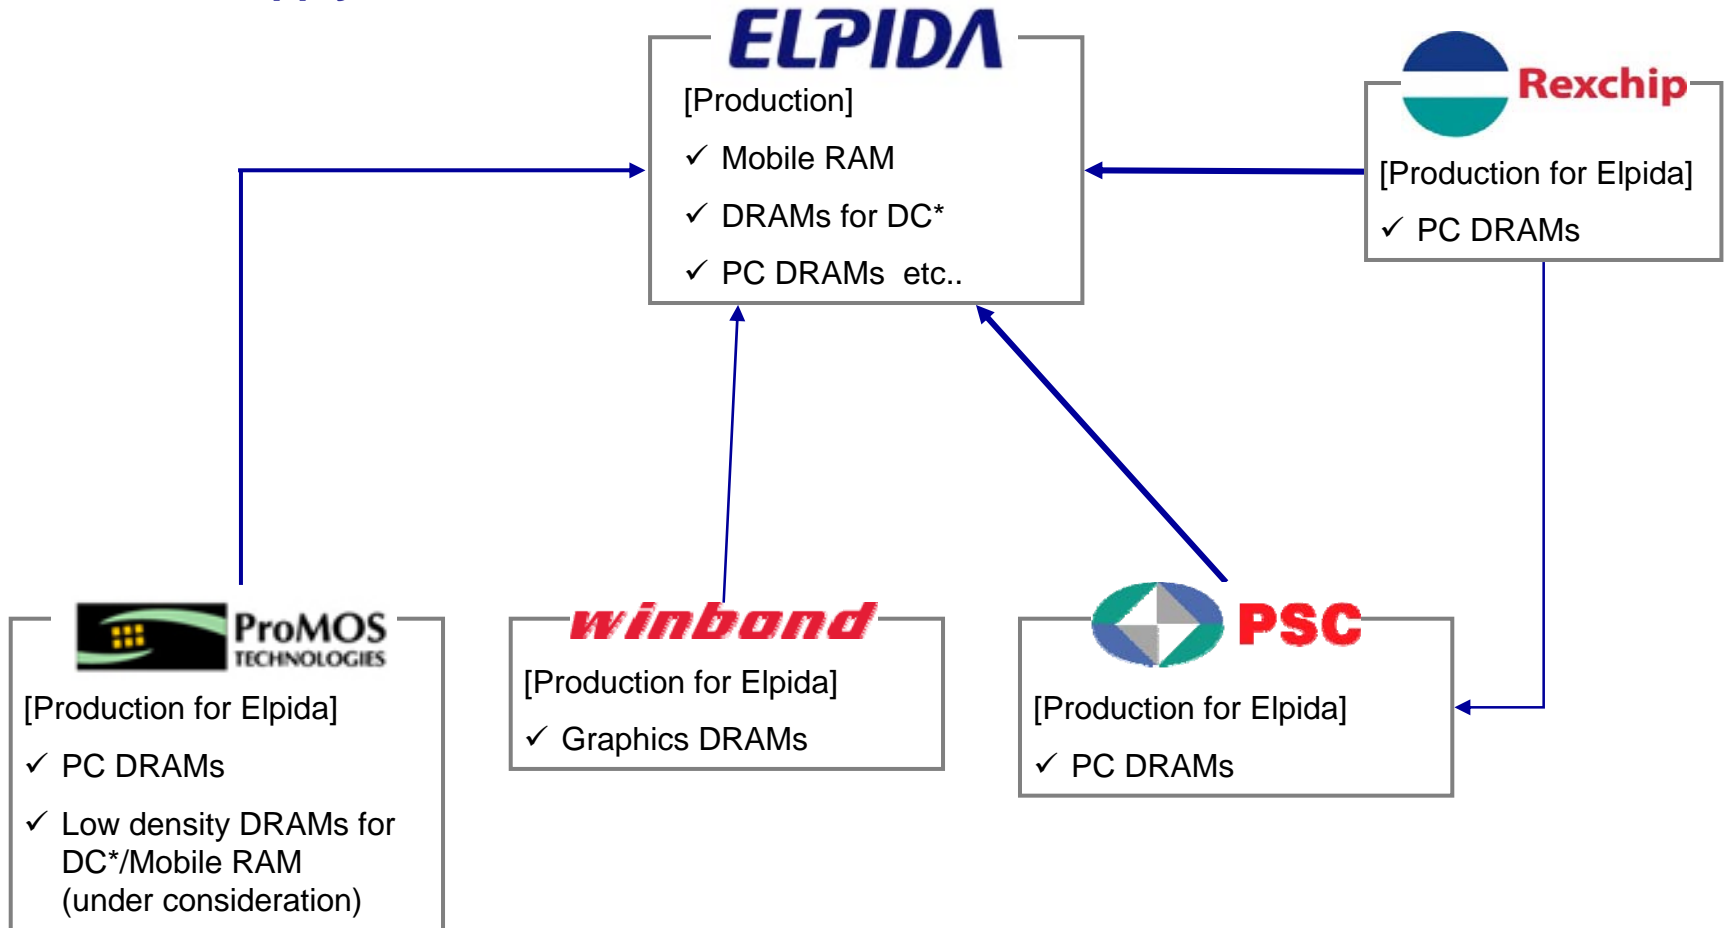 ELPIDA
[Production]
✓ Mobile RAM
✓ DRAMs for DC*
✓ PC DRAMs etc..
Rexchip
[Production for Elpida]
✓ PC DRAMs
ProMOS
TECHNOLOGIES
[Production for Elpida]
✓ PC DRAMs
✓ Low density DRAMs for
DC*/Mobile RAM
(under consideration)
winbond
[Production for Elpida]
✓ Graphics DRAMs
PSC
[Production for Elpida]
✓ PC DRAMs